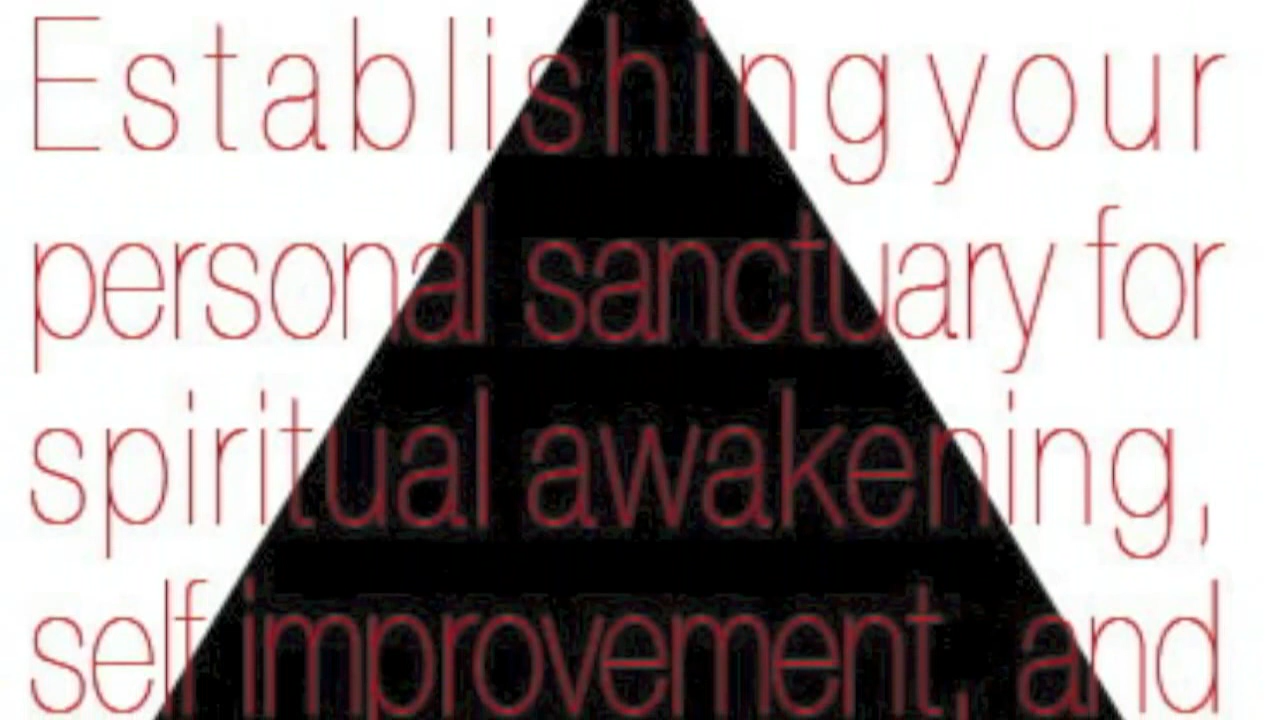 Establishing your
personal sanctuary for
spiritual awakening,
self improvement, and